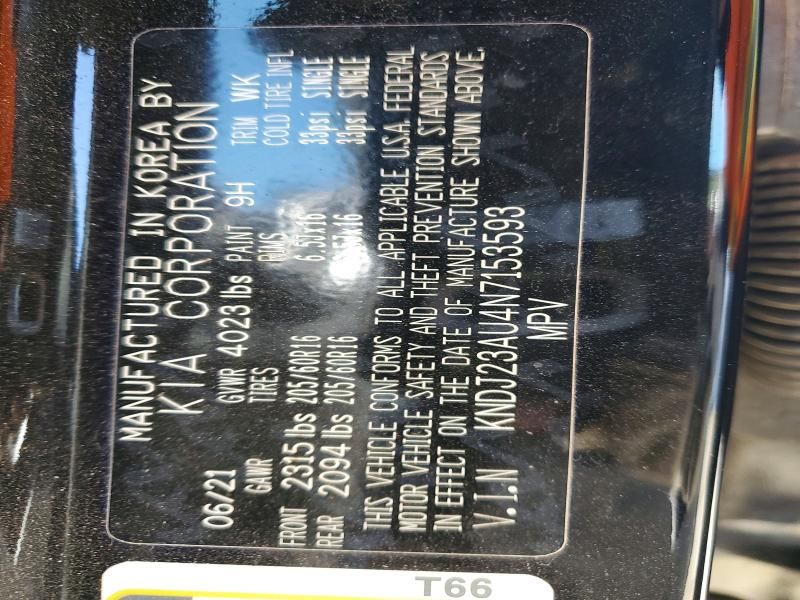 MANUFACTURED IN KOREA BY
KIA CORPORATION
06/21 GVWR 4023 lbs PAINT 9H TRIM WK
GAWR TIRES RIMS COLD TIRE INFL
FRONT 2315 lbs 205/60R16 6.50x16 33psi SINGLE
REAR 2094 lbs 205/60R16 33psi SINGLE
THIS VEHICLE CONFORMS TO ALL APPLICABLE U.S.A. FEDERAL
MOTOR VEHICLE SAFETY AND THEFT PREVENTION STANDARDS
IN EFFECT ON THE DATE OF MANUFACTURE SHOWN ABOVE.
V.I.N KNDJ23AU4N7153593
MPV
T66